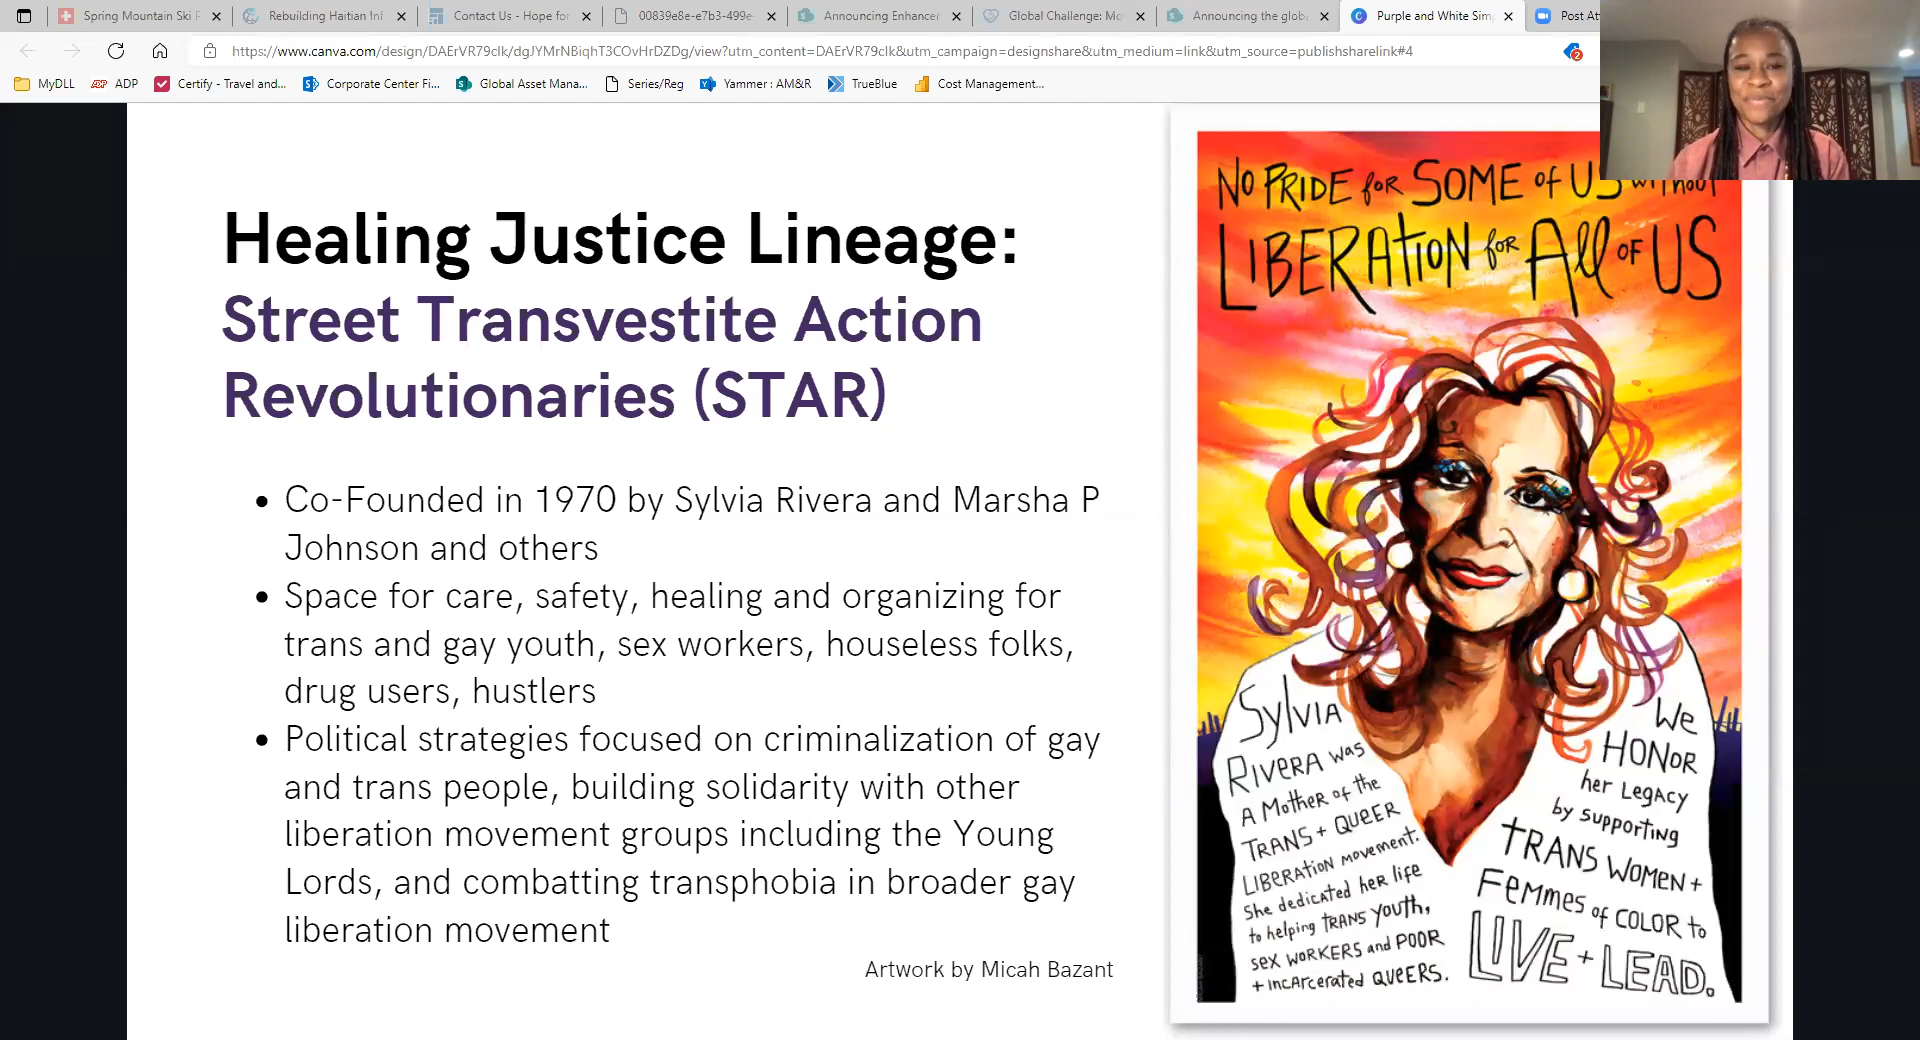 Spring Mountain Ski F
Rebuilding Haitian Inf
Contact Us - Hope for
00839e8e-e7b3-499e-
Announcing Enhancer
Global Challenge: Mo
Announcing the globa
Purple and White Sim
Post At
https://www.canva.com/design/DAErVR79clk/dgJYMrNBiqhT3COvHrDZDg/view?utm_content=DAErVR79clk&utm_campaign=designshare&utm_medium=link&utm_source=publishsharelink#4
2
MyDLL
ADP
Certify - Travel and...
Corporate Center Fi...
Global Asset Mana...
Series/Reg
Yammer : AM&R
TrueBlue
Cost Management...
Healing Justice Lineage:
Street Transvestite Action
Revolutionaries (STAR)
• Co-Founded in 1970 by Sylvia Rivera and Marsha P
Johnson and others
• Space for care, safety, healing and organizing for
trans and gay youth, sex workers, houseless folks,
drug users, hustlers
• Political strategies focused on criminalization of gay
and trans people, building solidarity with other
liberation movement groups including the Young
Lords, and combatting transphobia in broader gay
liberation movement
Artwork by Micah Bazant
NO PRIDE for SOME of US without
LIBERATION for All of US
Sylvia
RIVERA was
A MOTHER of the
TRANS + QUEER
LIBERATION movement.
She dedicated her life
to helping TRANS YOUTH,
SEX WORKERS and POOR
+ incarcerated QUEERS.
We
HONOR
her LEGACY
by supporting
TRANS WOMEN +
Femmes of COLOR to
LIVE + LEAD.